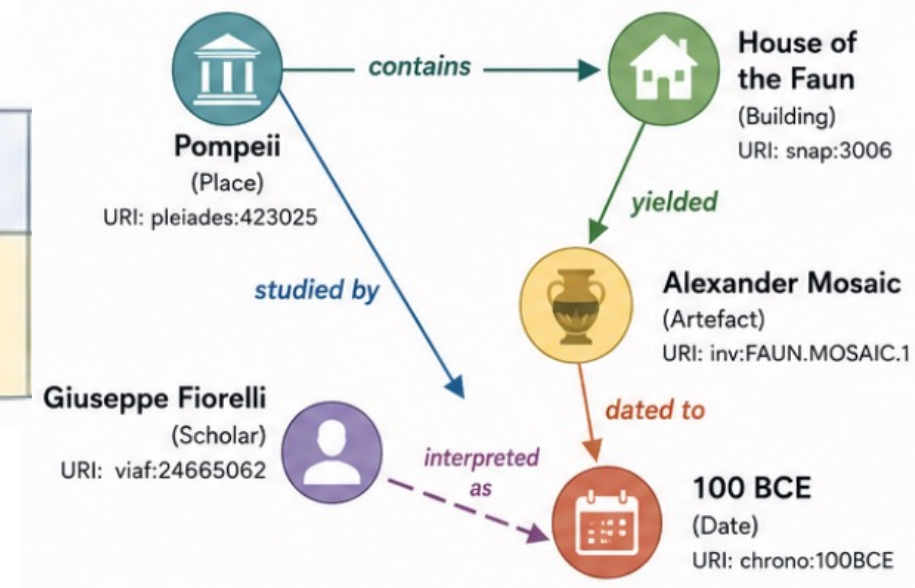 contains
Pompeii
(Place)
URI: pleiades:423025
House of
the Faun
(Building)
URI: snap:3006
yielded
studied by
Alexander Mosaic
(Artefact)
URI: inv:FAUN.MOSAIC.1
dated to
Giuseppe Fiorelli
(Scholar)
URI: viaf:24665062
interpreted
as
100 BCE
(Date)
URI: chrono:100BCE